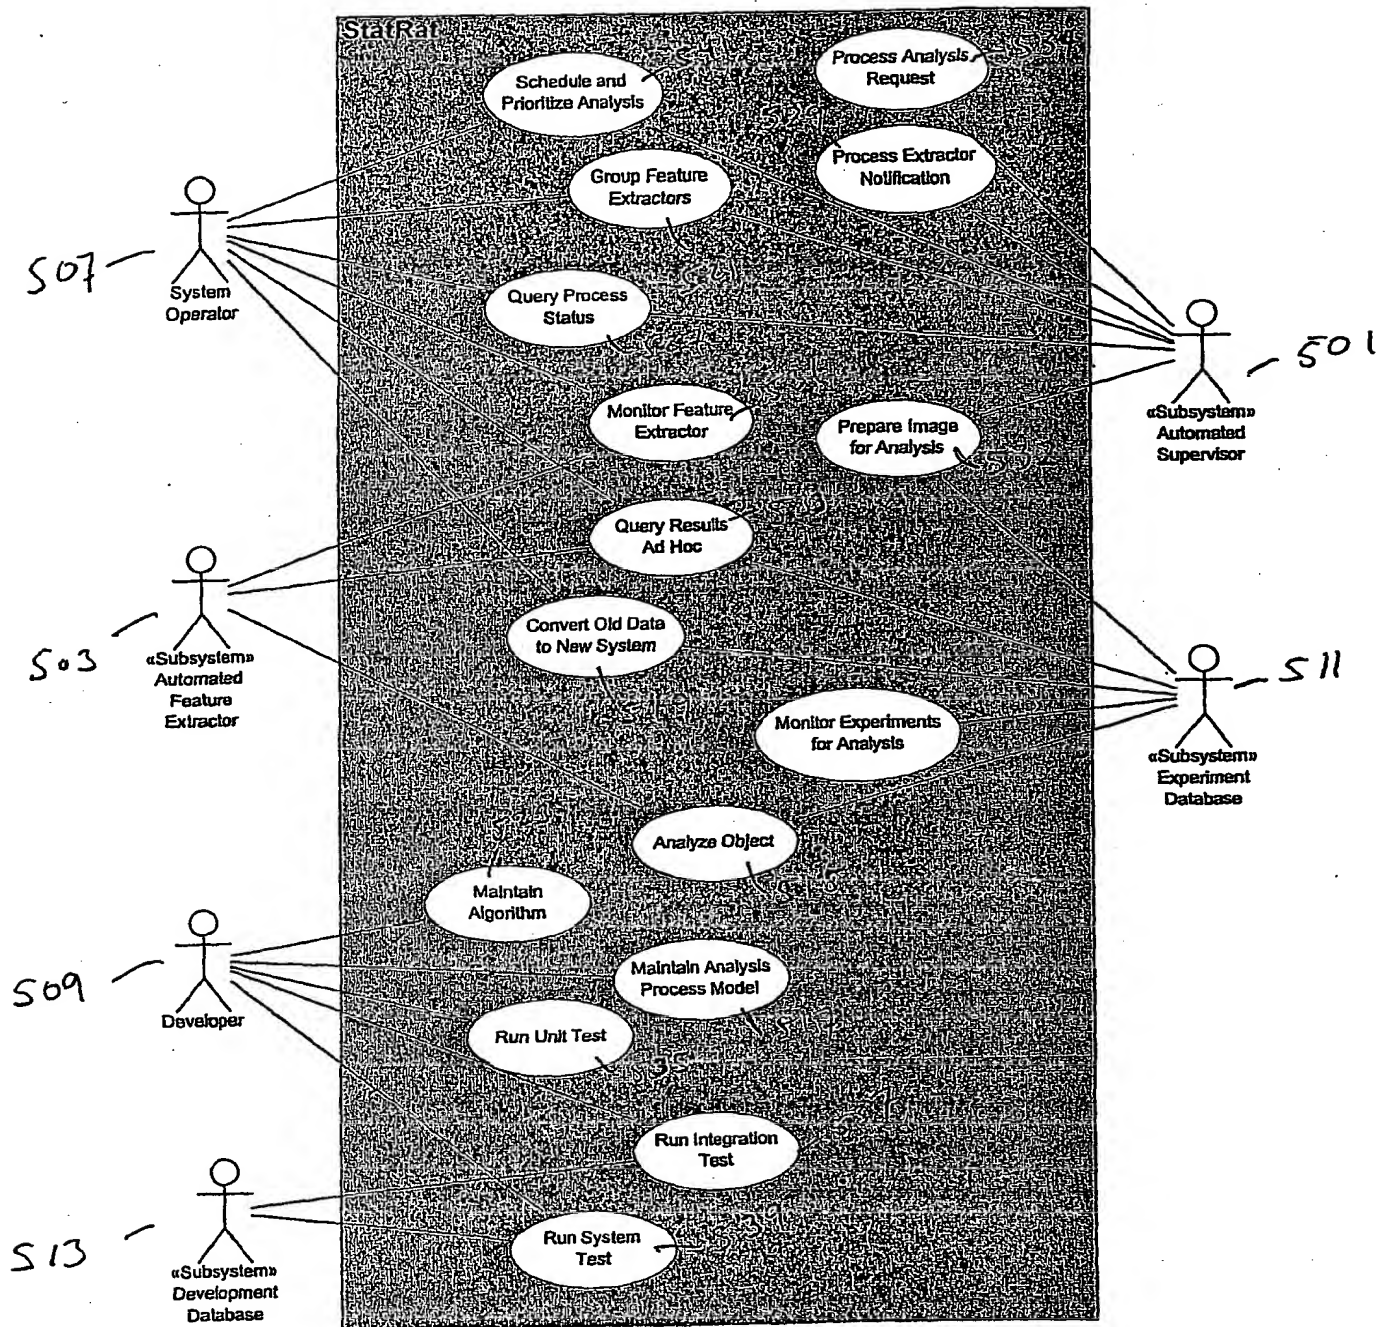 StatRat
Schedule and
Prioritize Analysis
Process Analysis
Request
529
Process Extractor
Notification
Group Feature
Extractors
507
System
Operator
Query Process
Status
501
«Subsystem»
Automated
Supervisor
Monitor Feature
Extractor
Prepare Image
for Analysis
Query Results
Ad Hoc
503
«Subsystem»
Automated
Feature
Extractor
Convert Old Data
to New System
511
«Subsystem»
Experiment
Database
Monitor Experiments
for Analysis
Analyze Object
Maintain
Algorithm
509
Developer
Maintain Analysis
Process Model
Run Unit Test
Run Integration
Test
513
«Subsystem»
Development
Database
Run System
Test